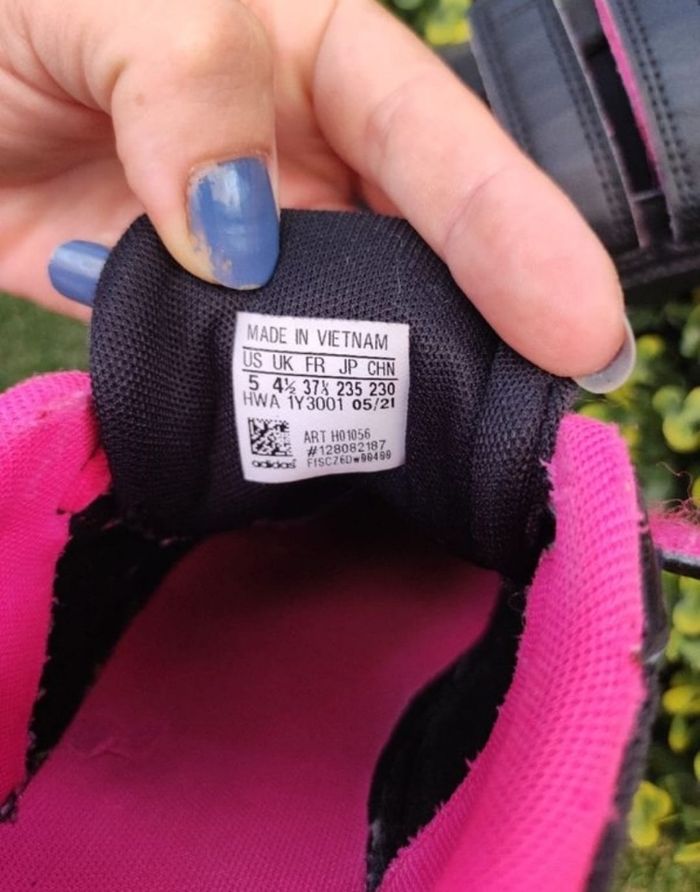 MADE IN VIETNAM
US UK FR JP CHN
5 4½ 37⅓ 235 230
HWA 1Y3001 05/21
ART H01056
#128082187
adidas